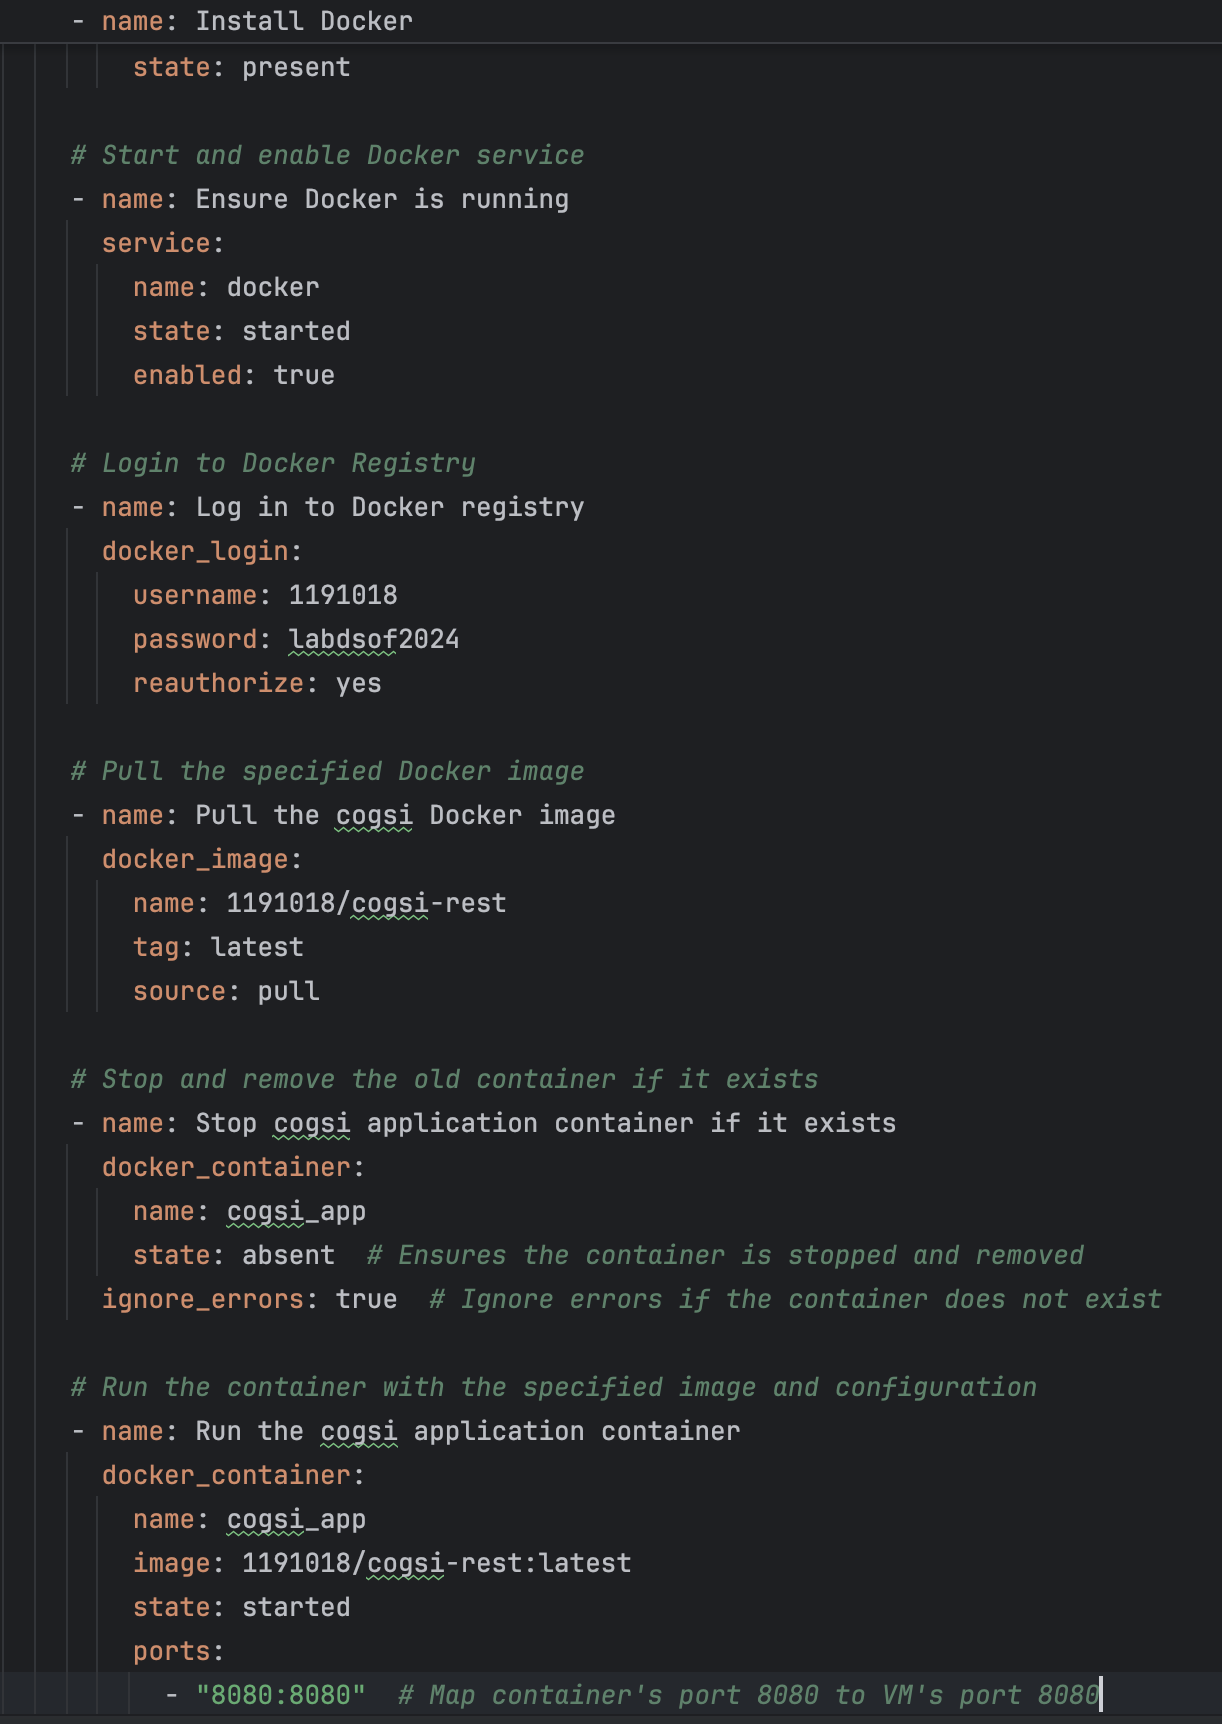 - name: Install Docker
state: present
# Start and enable Docker service
- name: Ensure Docker is running
service:
name: docker
state: started
enabled: true
# Login to Docker Registry
- name: Log in to Docker registry
docker_login:
username: 1191018
password: labdsof2024
reauthorize: yes
# Pull the specified Docker image
- name: Pull the cogsi Docker image
docker_image:
name: 1191018/cogsi-rest
tag: latest
source: pull
# Stop and remove the old container if it exists
- name: Stop cogsi application container if it exists
docker_container:
name: cogsi_app
state: absent  # Ensures the container is stopped and removed
ignore_errors: true  # Ignore errors if the container does not exist
# Run the container with the specified image and configuration
- name: Run the cogsi application container
docker_container:
name: cogsi_app
image: 1191018/cogsi-rest:latest
state: started
ports:
- "8080:8080"  # Map container's port 8080 to VM's port 8080